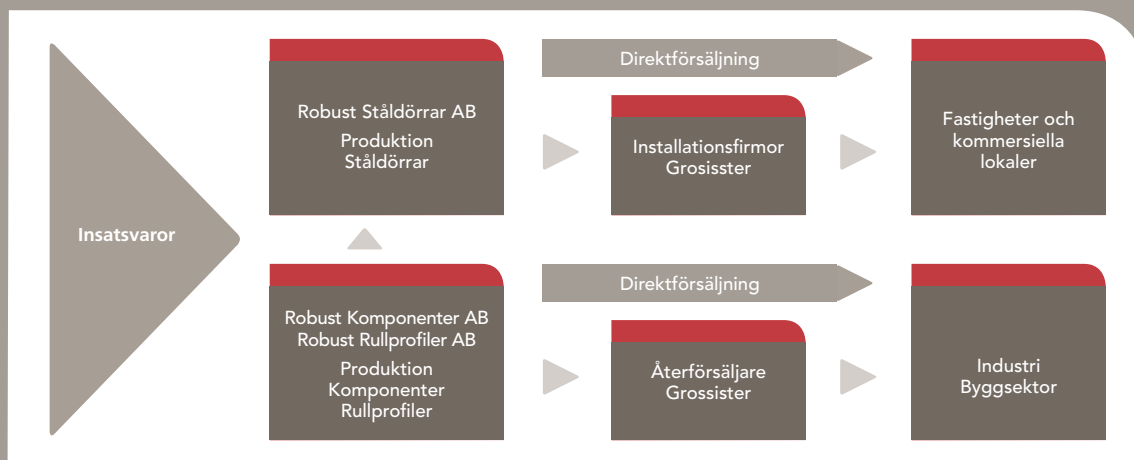 Insatsvaror
Robust Ståldörrar AB
Produktion
Ståldörrar
Direktförsäljning
Installationsfirmor
Grosisster
Fastigheter och
kommersiella
lokaler
Robust Komponenter AB
Robust Rullprofiler AB
Produktion
Komponenter
Rullprofiler
Direktförsäljning
Återförsäljare
Grossister
Industri
Byggsektor